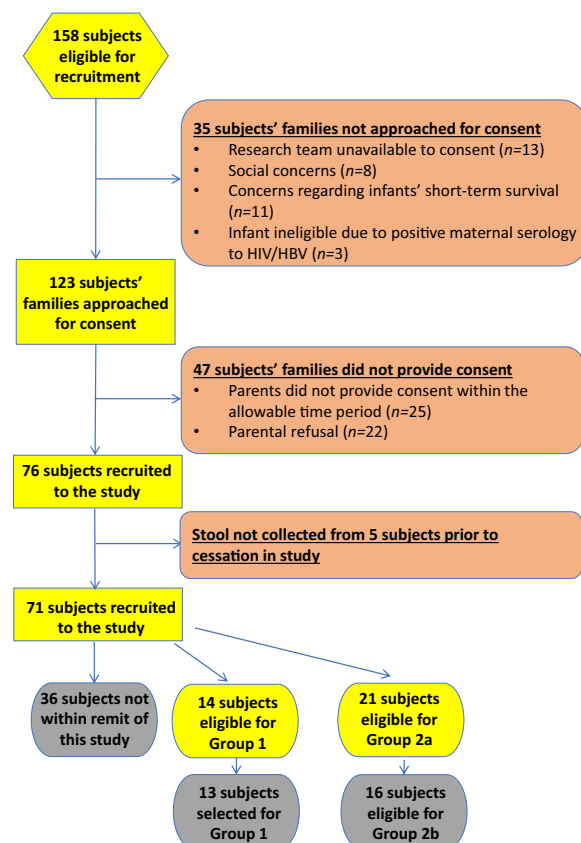 158 subjects
eligible for
recruitment
35 subjects' families not approached for consent
• Research team unavailable to consent (n=13)
• Social concerns (n=8)
• Concerns regarding infants' short-term survival
(n=11)
• Infant ineligible due to positive maternal serology
to HIV/HBV (n=3)
123 subjects'
families approached
for consent
47 subjects' families did not provide consent
• Parents did not provide consent within the
allowable time period (n=25)
• Parental refusal (n=22)
76 subjects recruited
to the study
Stool not collected from 5 subjects prior to
cessation in study
71 subjects recruited
to the study
36 subjects not
within remit of
this study
14 subjects
eligible for
Group 1
21 subjects
eligible for
Group 2a
13 subjects
selected for
Group 1
16 subjects
eligible for
Group 2b